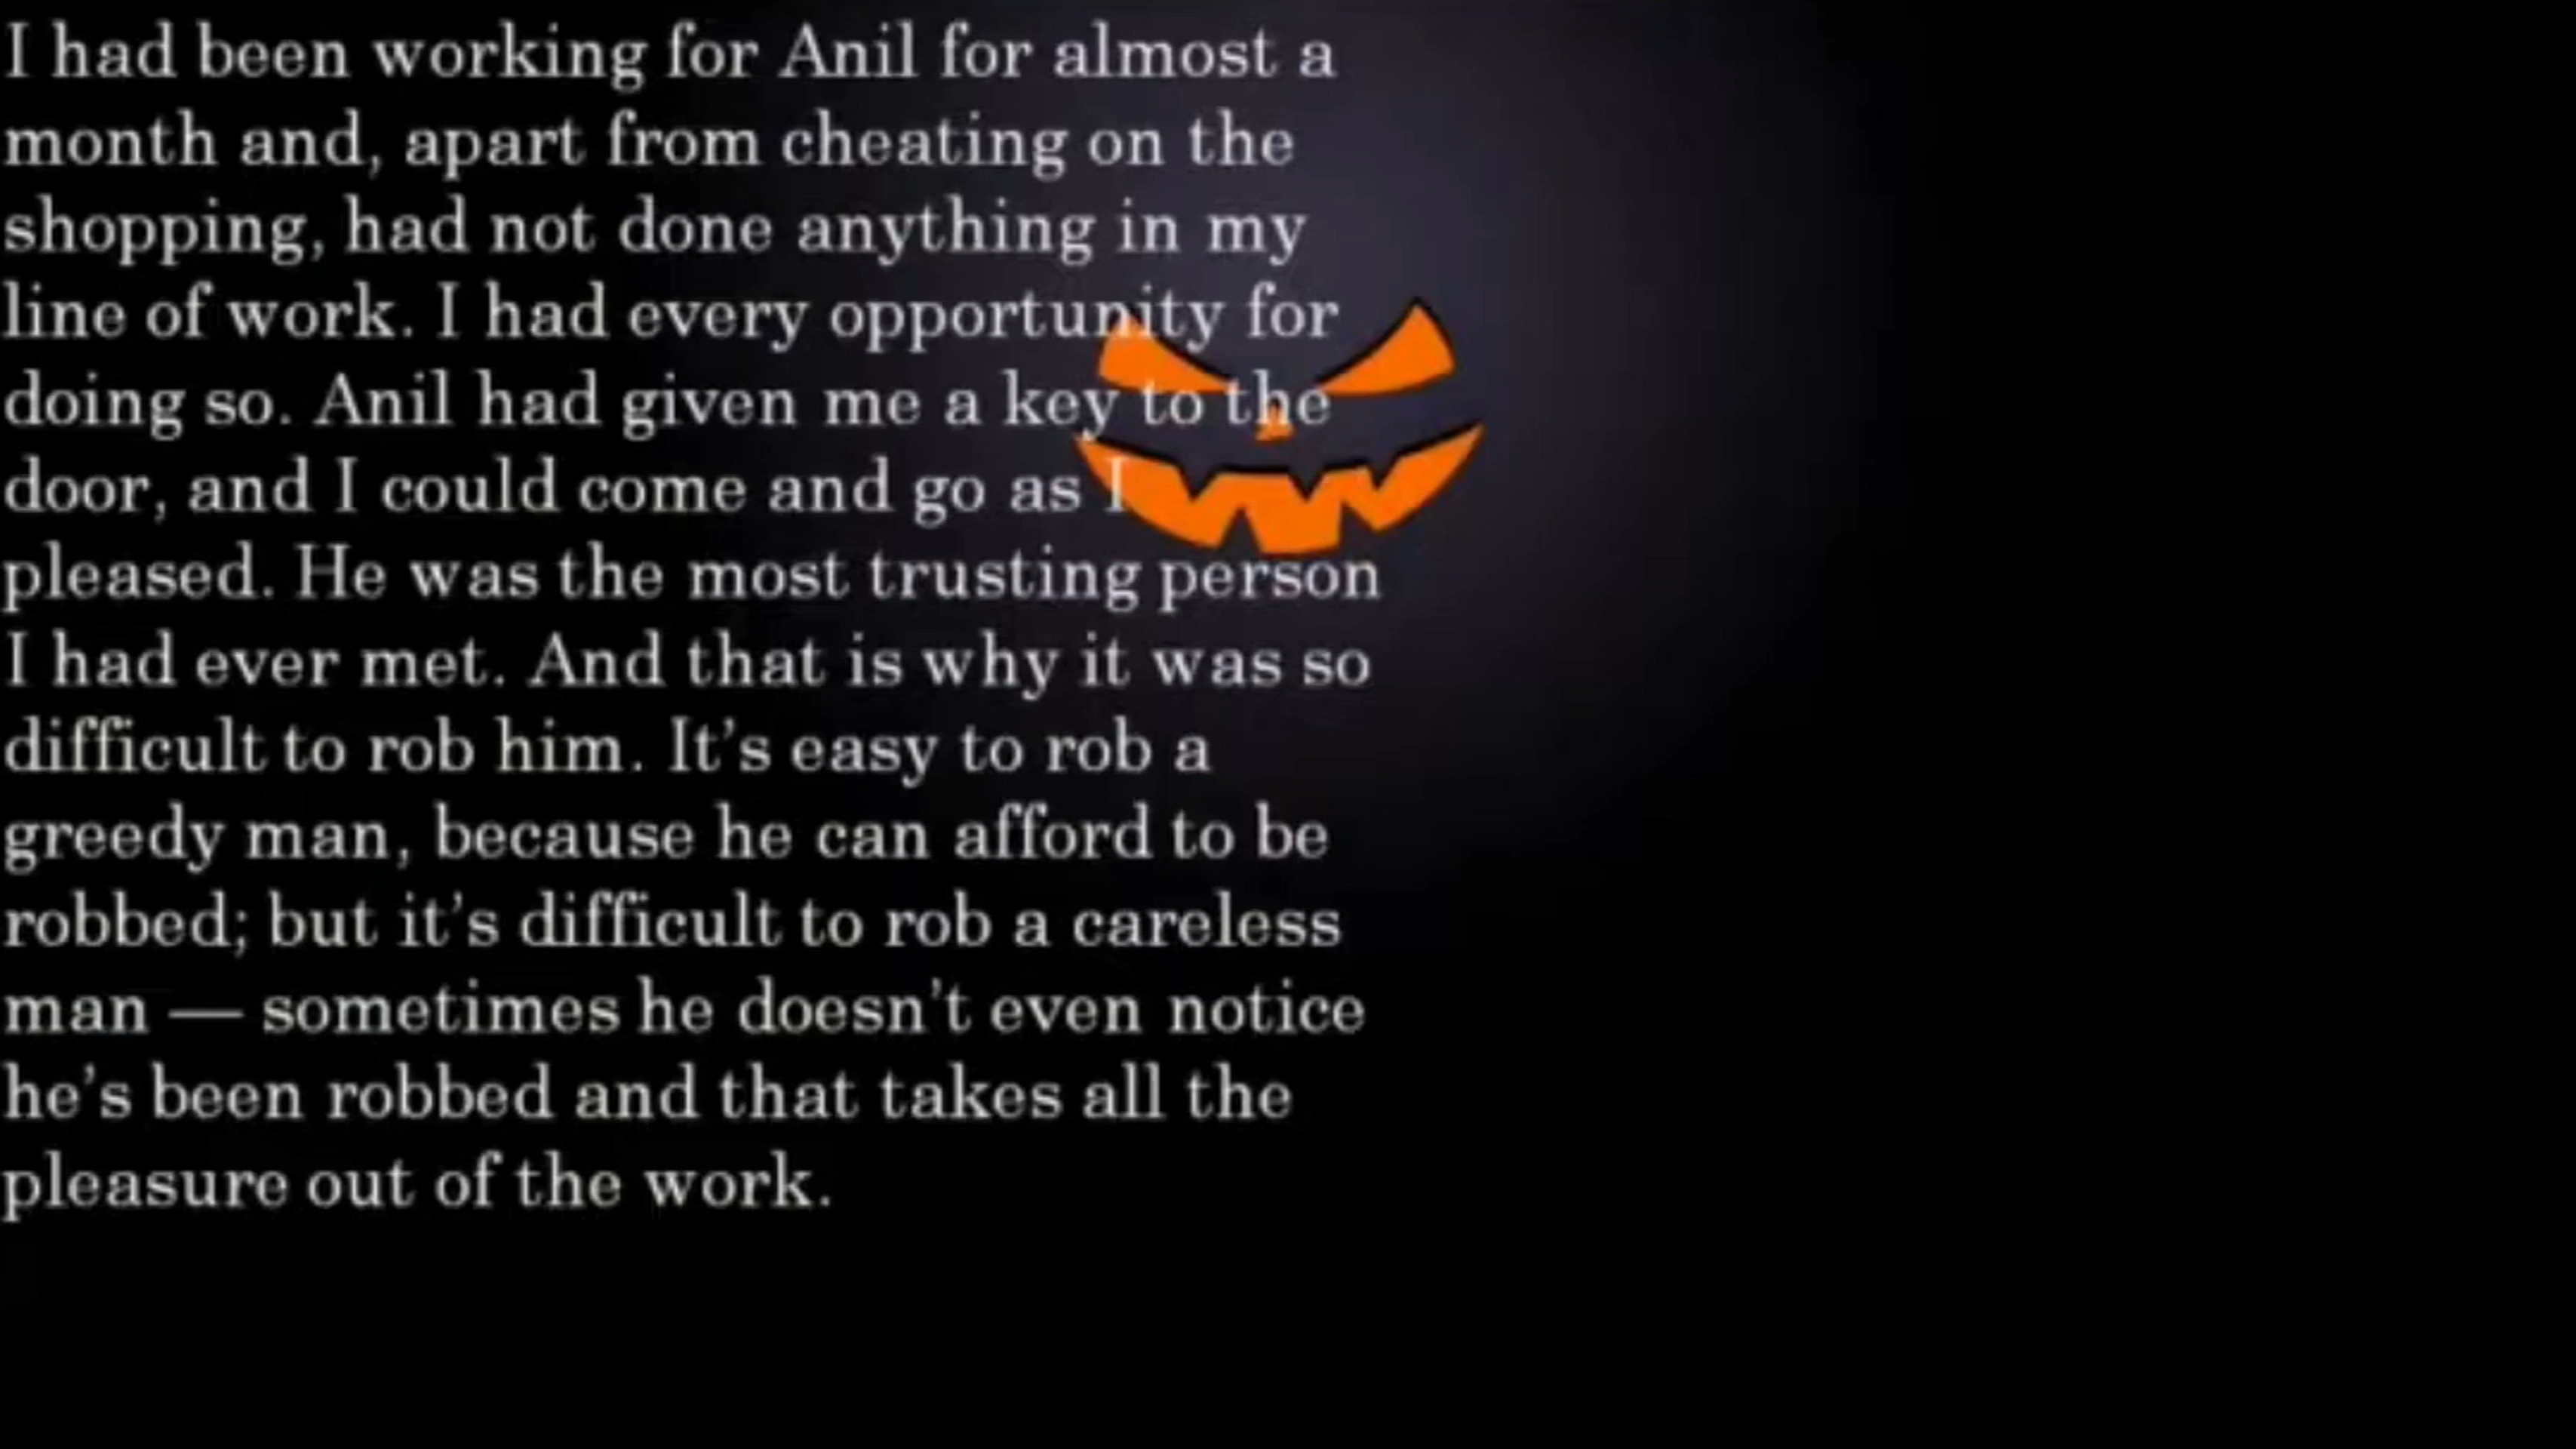 I had been working for Anil for almost a
month and, apart from cheating on the
shopping, had not done anything in my
line of work. I had every opportunity for
doing so. Anil had given me a key to the
door, and I could come and go as I
pleased. He was the most trusting person
I had ever met. And that is why it was so
difficult to rob him. It’s easy to rob a
greedy man, because he can afford to be
robbed; but it’s difficult to rob a careless
man — sometimes he doesn’t even notice
he’s been robbed and that takes all the
pleasure out of the work.